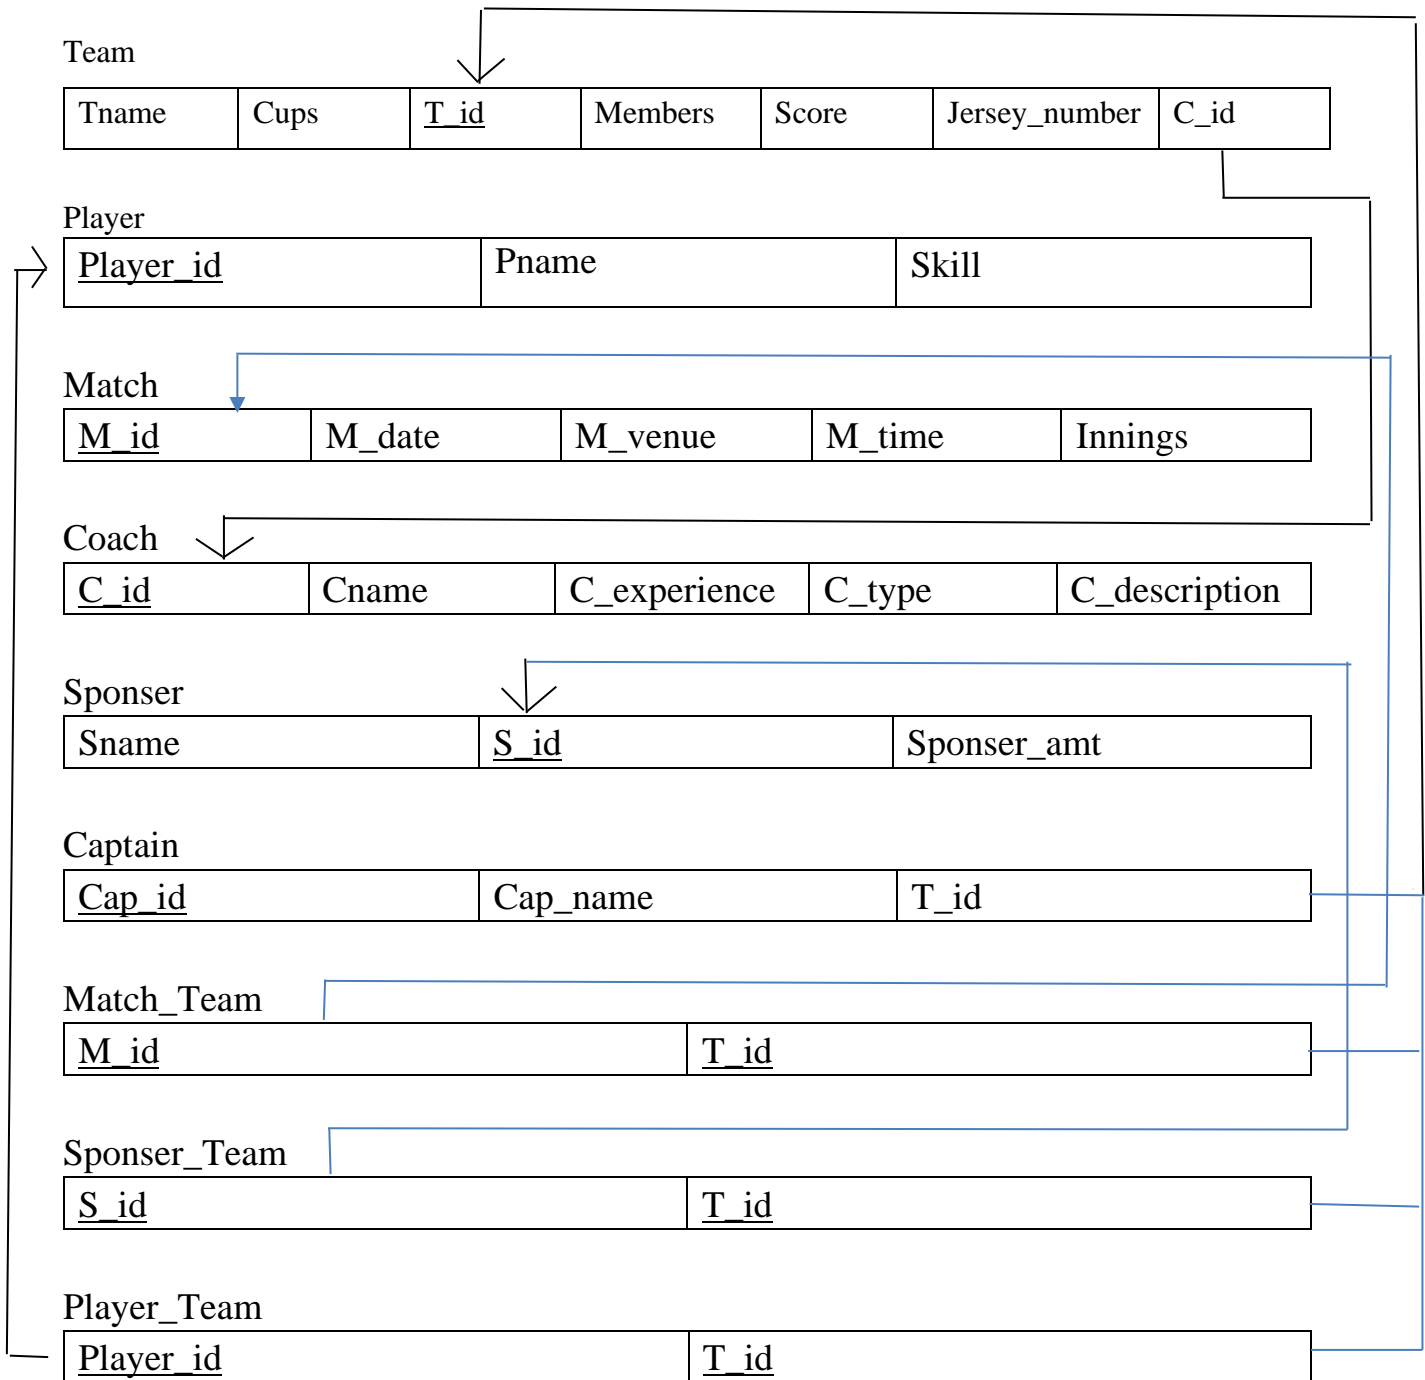 Team
Tname Cups T_id Members Score Jersey_number C_id
Player
Player_id Pname Skill
Match
M_id M_date M_venue M_time Innings
Coach
C_id Cname C_experience C_type C_description
Sponser
Sname S_id Sponser_amt
Captain
Cap_id Cap_name T_id
Match_Team
M_id T_id
Sponser_Team
S_id T_id
Player_Team
Player_id T_id